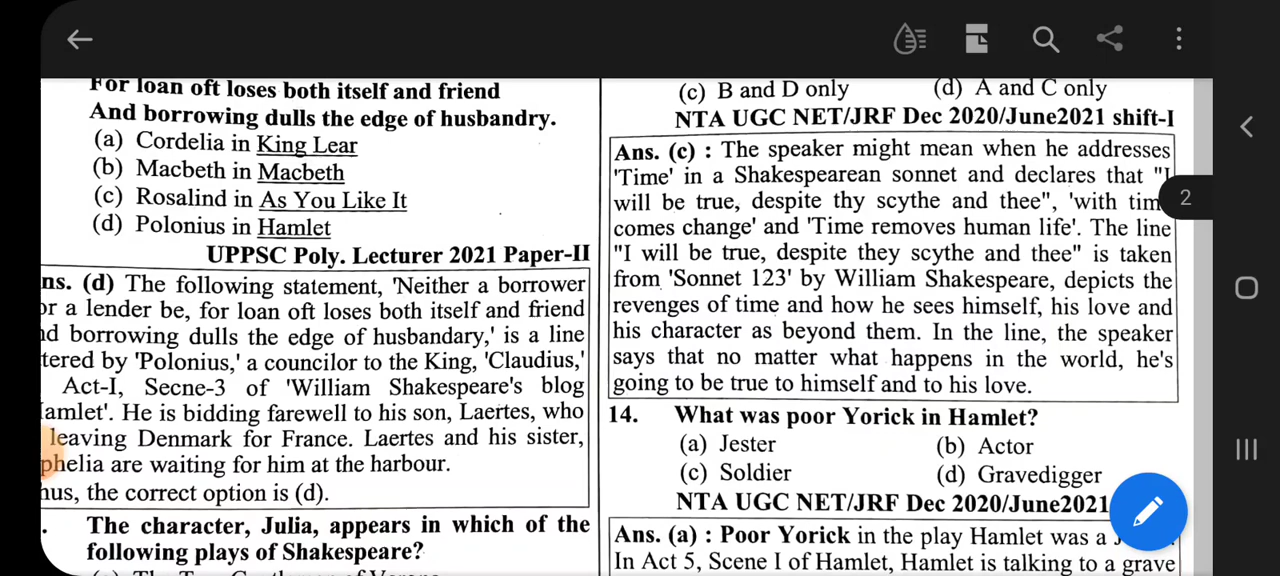 For loan oft loses both itself and friend
And borrowing dulls the edge of husbandry.
(a) Cordelia in King Lear
(b) Macbeth in Macbeth
(c) Rosalind in As You Like It
(d) Polonius in Hamlet
UPPSC Poly. Lecturer 2021 Paper-II
ns. (d) The following statement, 'Neither a borrower
or a lender be, for loan oft loses both itself and friend
nd borrowing dulls the edge of husbandary,' is a line
tered by 'Polonius,' a councilor to the King, 'Claudius,'
Act-I, Secne-3 of 'William Shakespeare's blog
amlet'. He is bidding farewell to his son, Laertes, who
leaving Denmark for France. Laertes and his sister,
phelia are waiting for him at the harbour.
hus, the correct option is (d).
. The character, Julia, appears in which of the
following plays of Shakespeare?
(c) B and D only (d) A and C only
NTA UGC NET/JRF Dec 2020/June2021 shift-I
Ans. (c) : The speaker might mean when he addresses
'Time' in a Shakespearean sonnet and declares that "I
will be true, despite thy scythe and thee", 'with tim
comes change' and 'Time removes human life'. The line
"I will be true, despite they scythe and thee" is taken
from 'Sonnet 123' by William Shakespeare, depicts the
revenges of time and how he sees himself, his love and
his character as beyond them. In the line, the speaker
says that no matter what happens in the world, he's
going to be true to himself and to his love.
14. What was poor Yorick in Hamlet?
(a) Jester (b) Actor
(c) Soldier (d) Gravedigger
NTA UGC NET/JRF Dec 2020/June2021
Ans. (a) : Poor Yorick in the play Hamlet was a
In Act 5, Scene I of Hamlet, Hamlet is talking to a grave
2